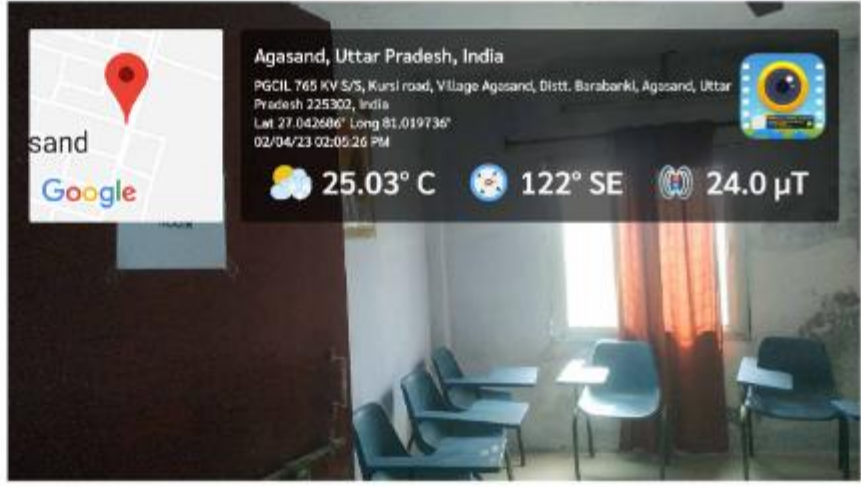 Agasand, Uttar Pradesh, India
PGCIL 765 KV S/S, Kursi road, Village Agasand, Distt. Barabanki, Agasand, Uttar
Pradesh 225302, India
Lat 27.042686° Long 81.019736°
02/04/23 02:05:26 PM
sand
Google
25.03° C
122° SE
24.0 µT